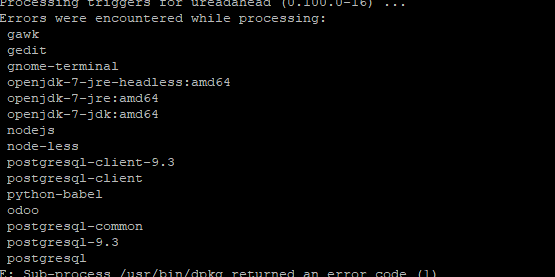 Processing triggers for ureadahead (0.100.0-16) ...
Errors were encountered while processing:
gawk
gedit
gnome-terminal
openjdk-7-jre-headless:amd64
openjdk-7-jre:amd64
openjdk-7-jdk:amd64
nodejs
node-less
postgresql-client-9.3
postgresql-client
python-babel
odoo
postgresql-common
postgresql-9.3
postgresql
E: Sub-process /usr/bin/dpkg returned an error code (1)